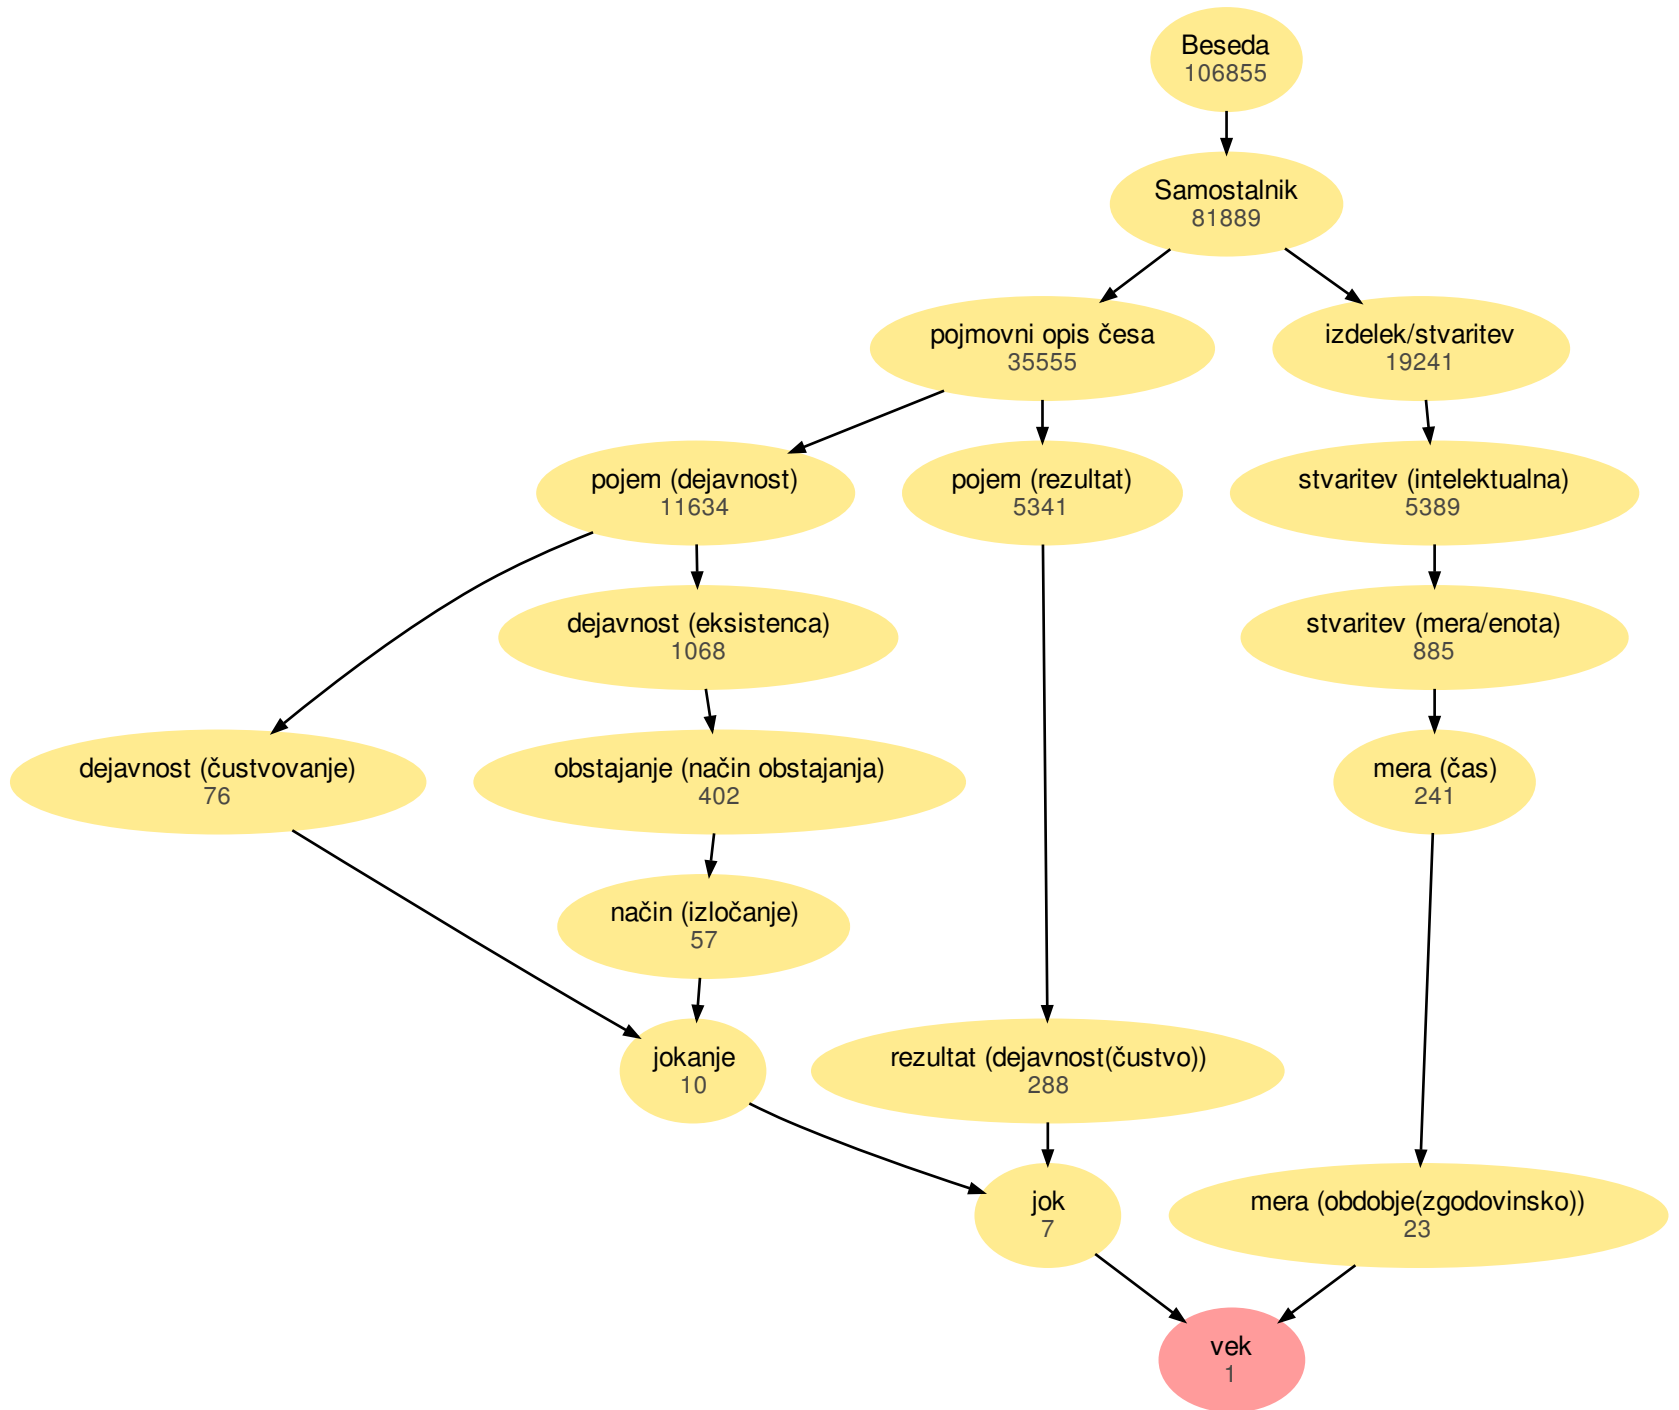 Beseda
106855
Samostalnik
81889
pojmovni opis česa
35555
izdelek/stvaritev
19241
pojem (dejavnost)
11634
pojem (rezultat)
5341
stvaritev (intelektualna)
5389
dejavnost (eksistenca)
1068
stvaritev (mera/enota)
885
dejavnost (čustvovanje)
76
obstajanje (način obstajanja)
402
mera (čas)
241
način (izločanje)
57
jokanje
10
rezultat (dejavnost(čustvo))
288
jok
7
mera (obdobje(zgodovinsko))
23
vek
1